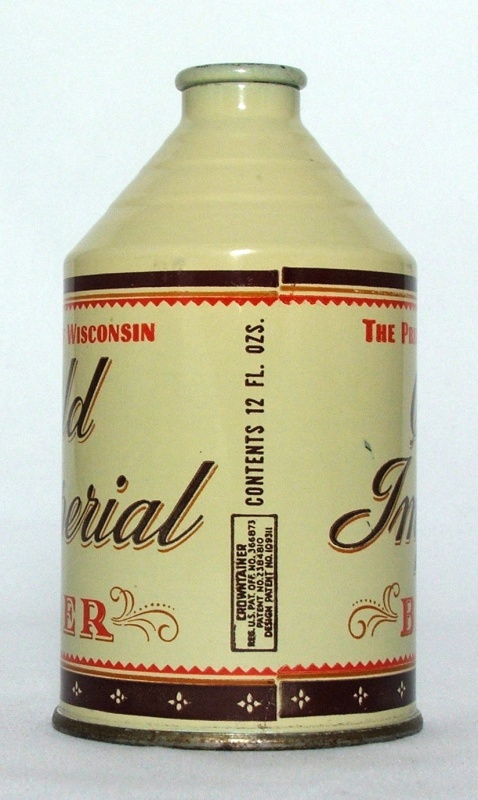 WISCONSIN
ld
erial
ER
CONTENTS 12 FL. OZS.
CROWNTAINER
REG. U.S. PAT. OFF. NO. 366873
PATENT NO. 2384810
DESIGN PATENT NO. 109311
THE PR
Im
B